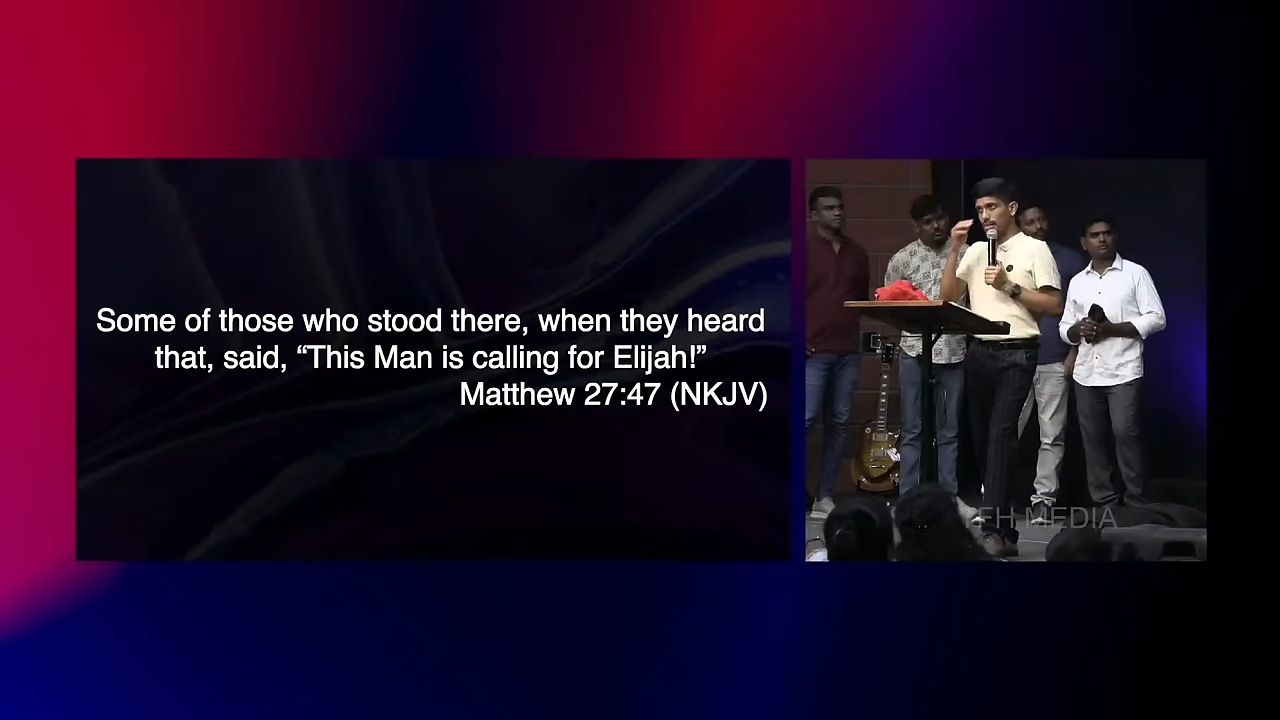 Some of those who stood there, when they heard
that, said, “This Man is calling for Elijah!”
Matthew 27:47 (NKJV)
FH MEDIA